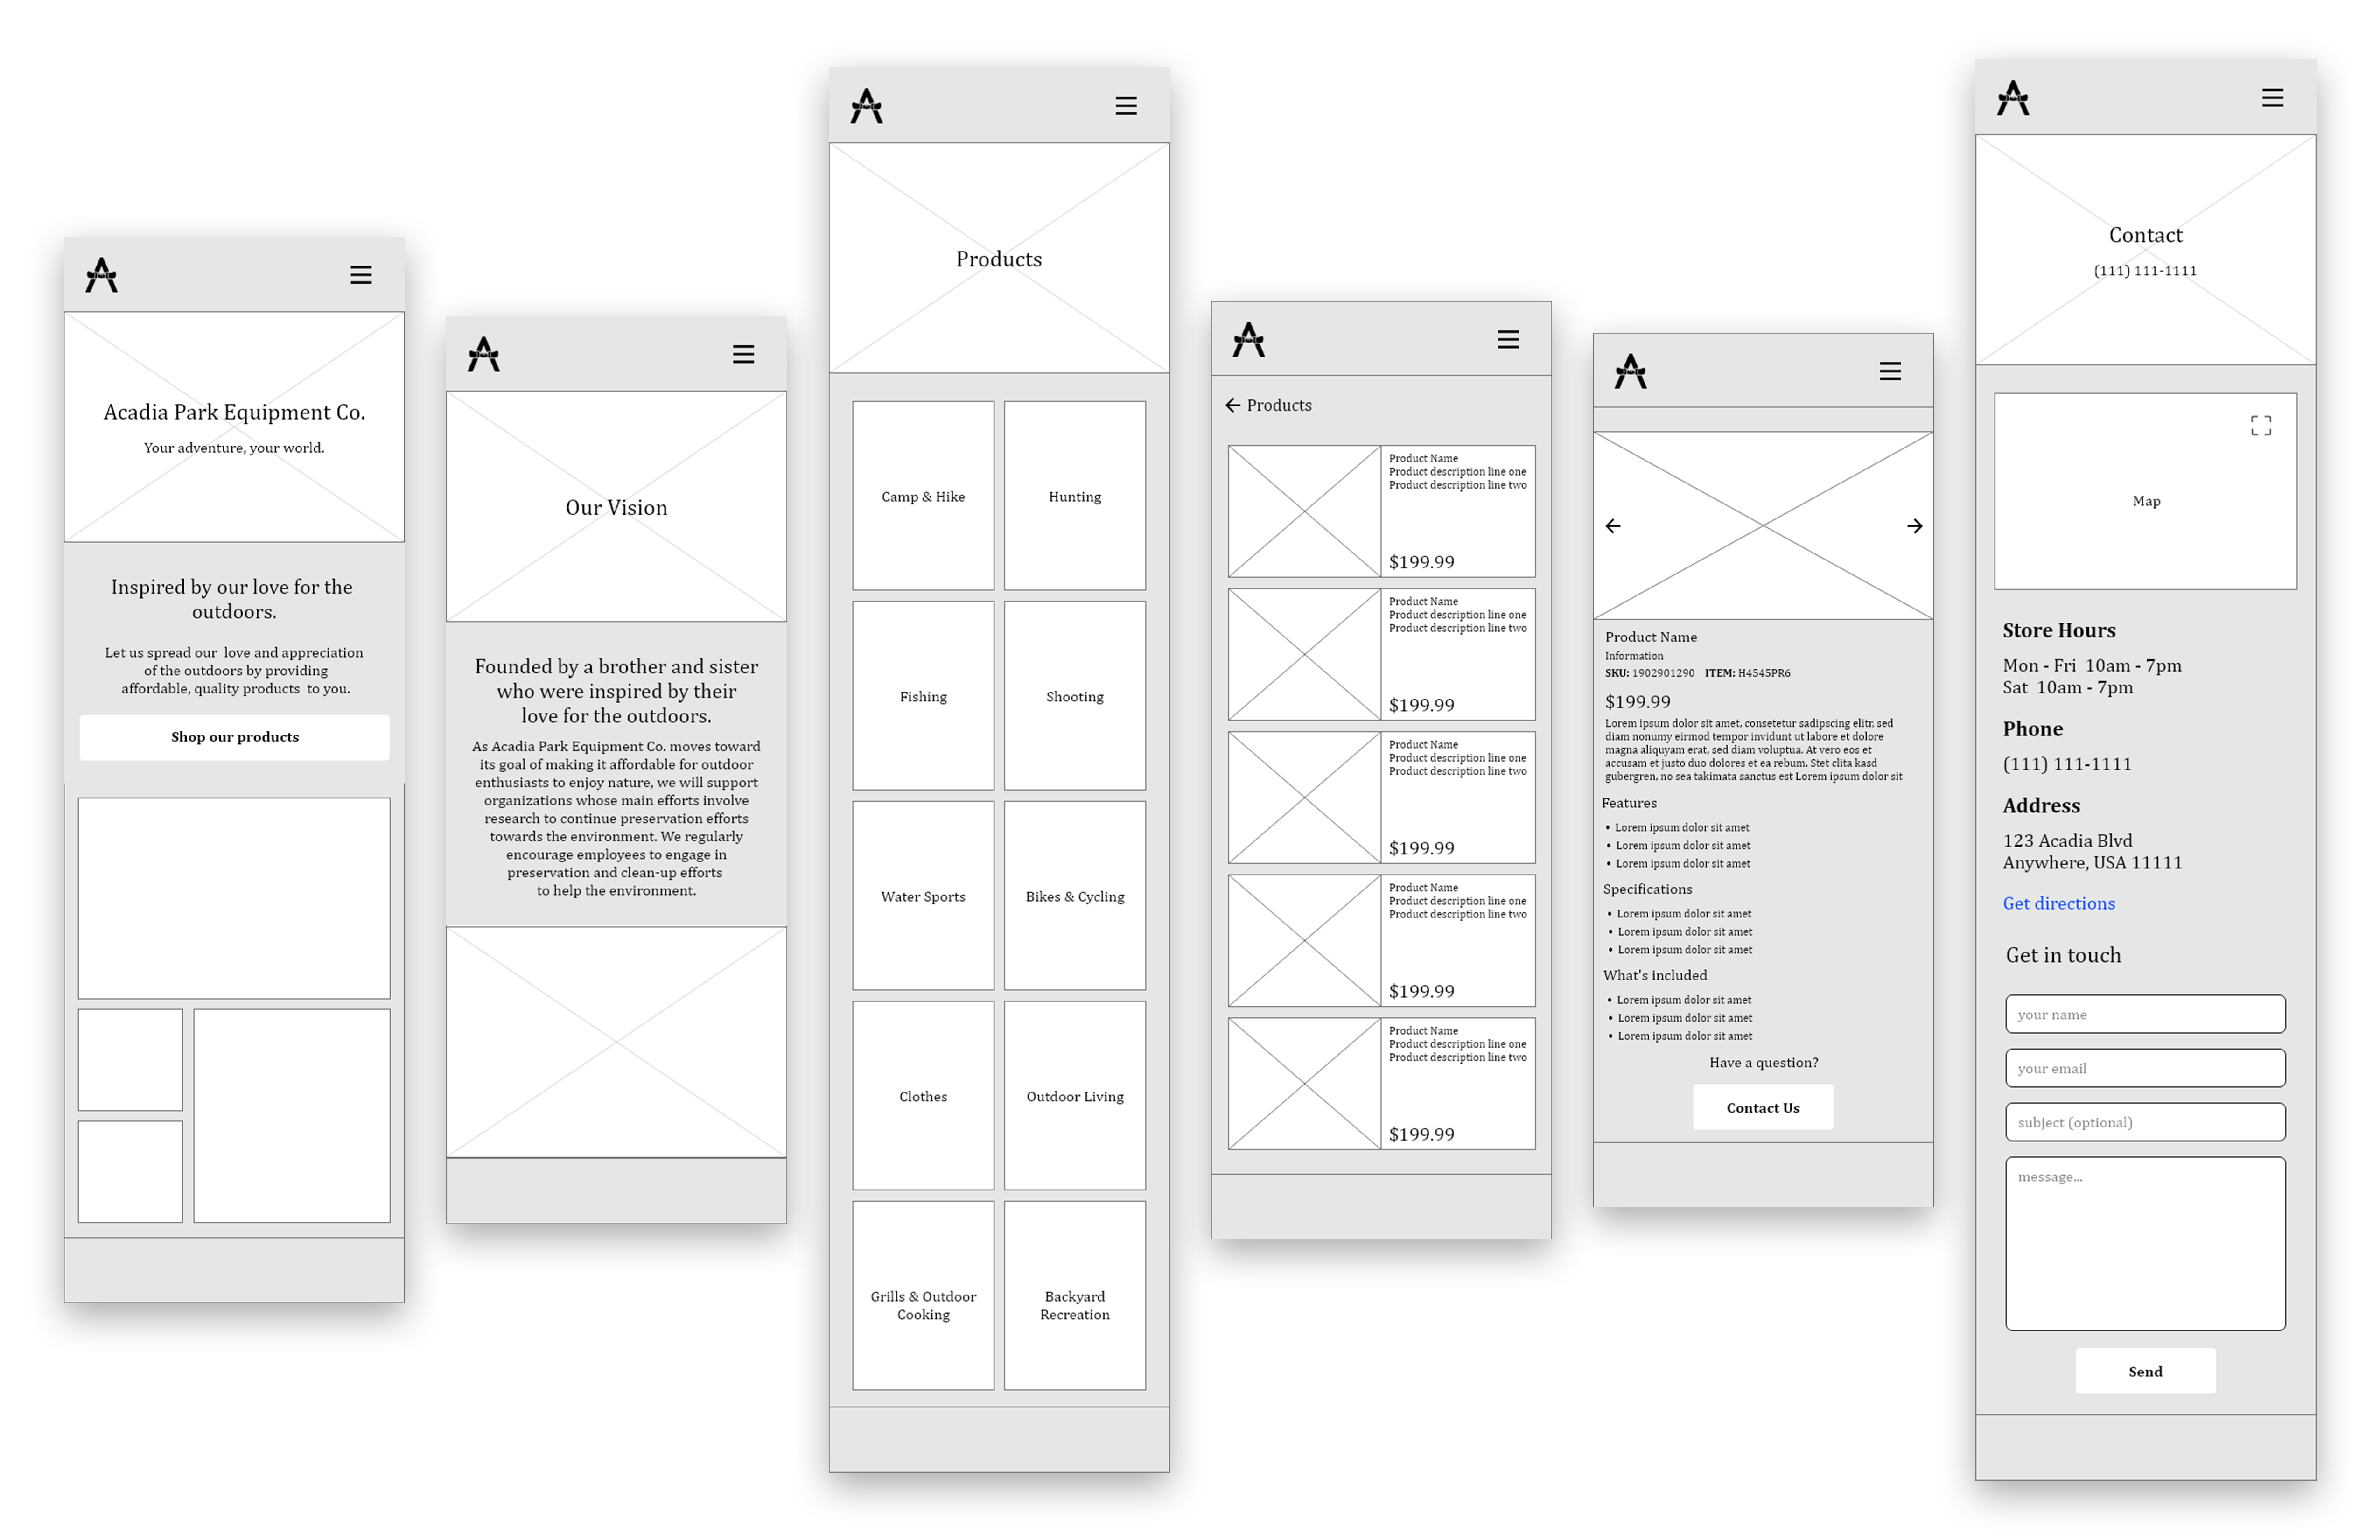 Acadia Park Equipment Co.
Your adventure, your world.
Inspired by our love for the
outdoors.
Let us spread our love and appreciation
of the outdoors by providing
affordable, quality products to you.
Shop our products
Our Vision
Founded by a brother and sister
who were inspired by their
love for the outdoors.
As Acadia Park Equipment Co. moves toward
its goal of making it affordable for outdoor
enthusiasts to enjoy nature, we will support
organizations whose main efforts involve
research to continue preservation efforts
towards the environment. We regularly
encourage employees to engage in
preservation and clean-up efforts
to help the environment.
Products
Camp & Hike
Hunting
Fishing
Shooting
Water Sports
Bikes & Cycling
Clothes
Outdoor Living
Grills & Outdoor
Cooking
Backyard
Recreation
Products
Product Name
Product description line one
Product description line two
$199.99
Product Name
Product description line one
Product description line two
$199.99
Product Name
Product description line one
Product description line two
$199.99
Product Name
Product description line one
Product description line two
$199.99
Product Name
Product description line one
Product description line two
$199.99
Product Name
Information
SKU: 1902901290 ITEM: H4545PR6
$199.99
Lorem ipsum dolor sit amet, consetetur sadipscing elitr, sed
diam nonumy eirmod tempor invidunt ut labore et dolore
magna aliquyam erat, sed diam voluptua. At vero eos et
accusam et justo duo dolores et ea rebum. Stet clita kasd
gubergren, no sea takimata sanctus est Lorem ipsum dolor sit
Features
• Lorem ipsum dolor sit amet
• Lorem ipsum dolor sit amet
• Lorem ipsum dolor sit amet
Specifications
• Lorem ipsum dolor sit amet
• Lorem ipsum dolor sit amet
• Lorem ipsum dolor sit amet
What's included
• Lorem ipsum dolor sit amet
• Lorem ipsum dolor sit amet
• Lorem ipsum dolor sit amet
Have a question?
Contact Us
Contact
(111) 111-1111
Map
Store Hours
Mon - Fri 10am - 7pm
Sat 10am - 7pm
Phone
(111) 111-1111
Address
123 Acadia Blvd
Anywhere, USA 11111
Get directions
Get in touch
your name
your email
subject (optional)
message...
Send